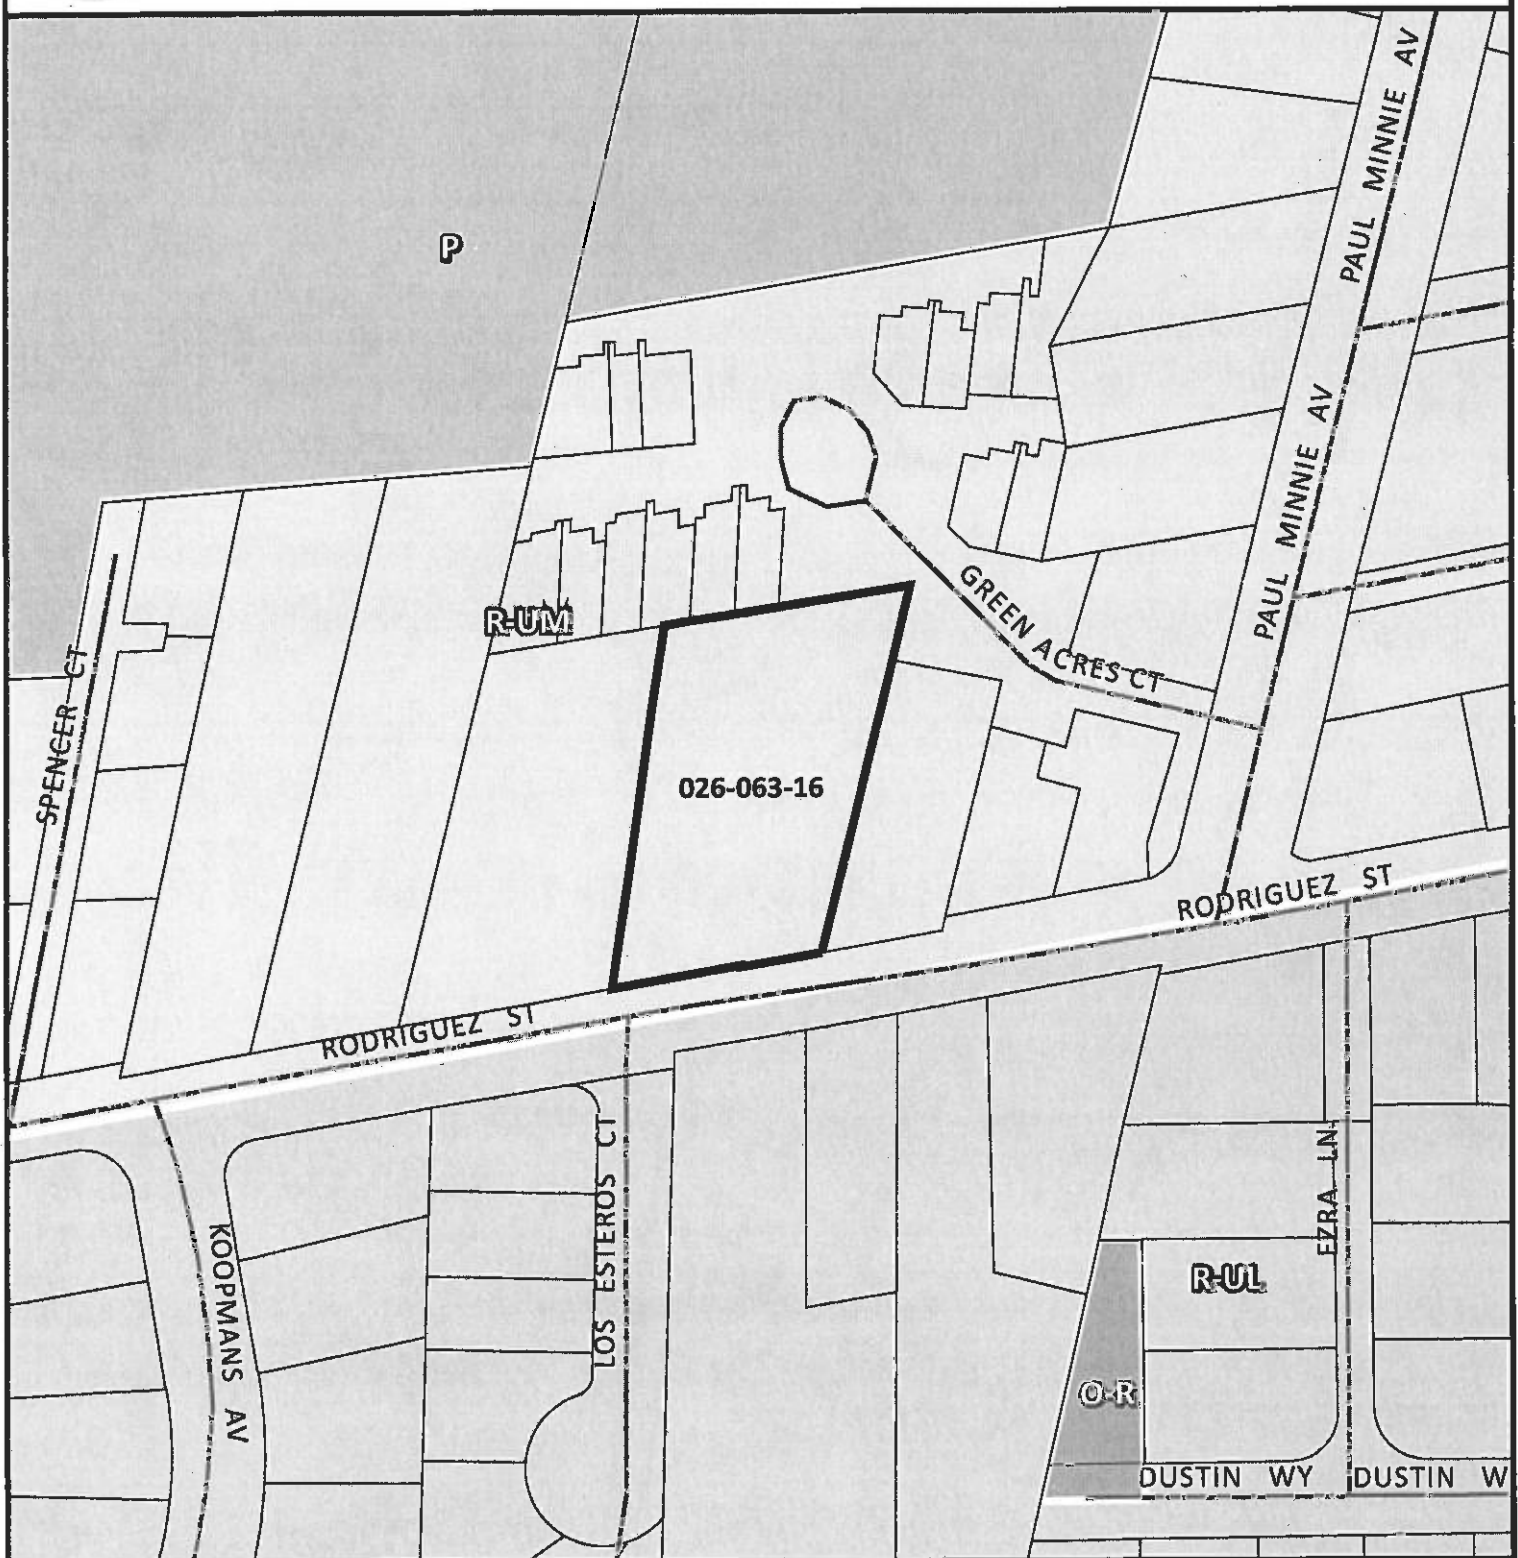 PAUL MINNIE AV
P
PAUL MINNIE AV
GREEN ACRES CT
R-UM
SPENCER CT
026-063-16
RODRIGUEZ ST
RODRIGUEZ ST
EZRA LN
LOS ESTEROS CT
KOOPMANS AV
R-UL
O-R
DUSTIN WY
DUSTIN W